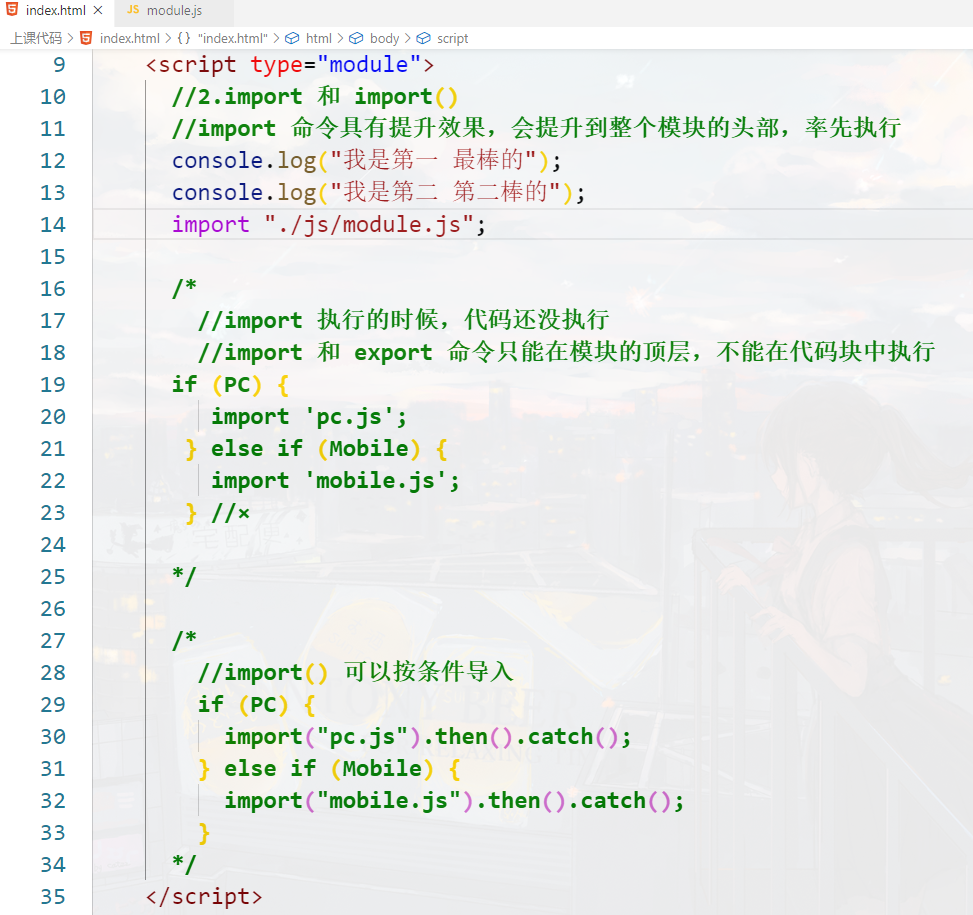 index.html
JS module.js
上课代码 > index.html > {} "index.html" > html > body > script
9 <script type="module">
10 //2.import 和 import()
11 //import 命令具有提升效果，会提升到整个模块的头部，率先执行
12 console.log("我是第一 最棒的");
13 console.log("我是第二 第二棒的");
14 import "./js/module.js";
15
16 /*
17 //import 执行的时候，代码还没执行
18 //import 和 export 命令只能在模块的顶层，不能在代码块中执行
19 if (PC) {
20 import 'pc.js';
21 } else if (Mobile) {
22 import 'mobile.js';
23 } //×
24
25 */
26
27 /*
28 //import() 可以按条件导入
29 if (PC) {
30 import("pc.js").then().catch();
31 } else if (Mobile) {
32 import("mobile.js").then().catch();
33 }
34 */
35 </script>